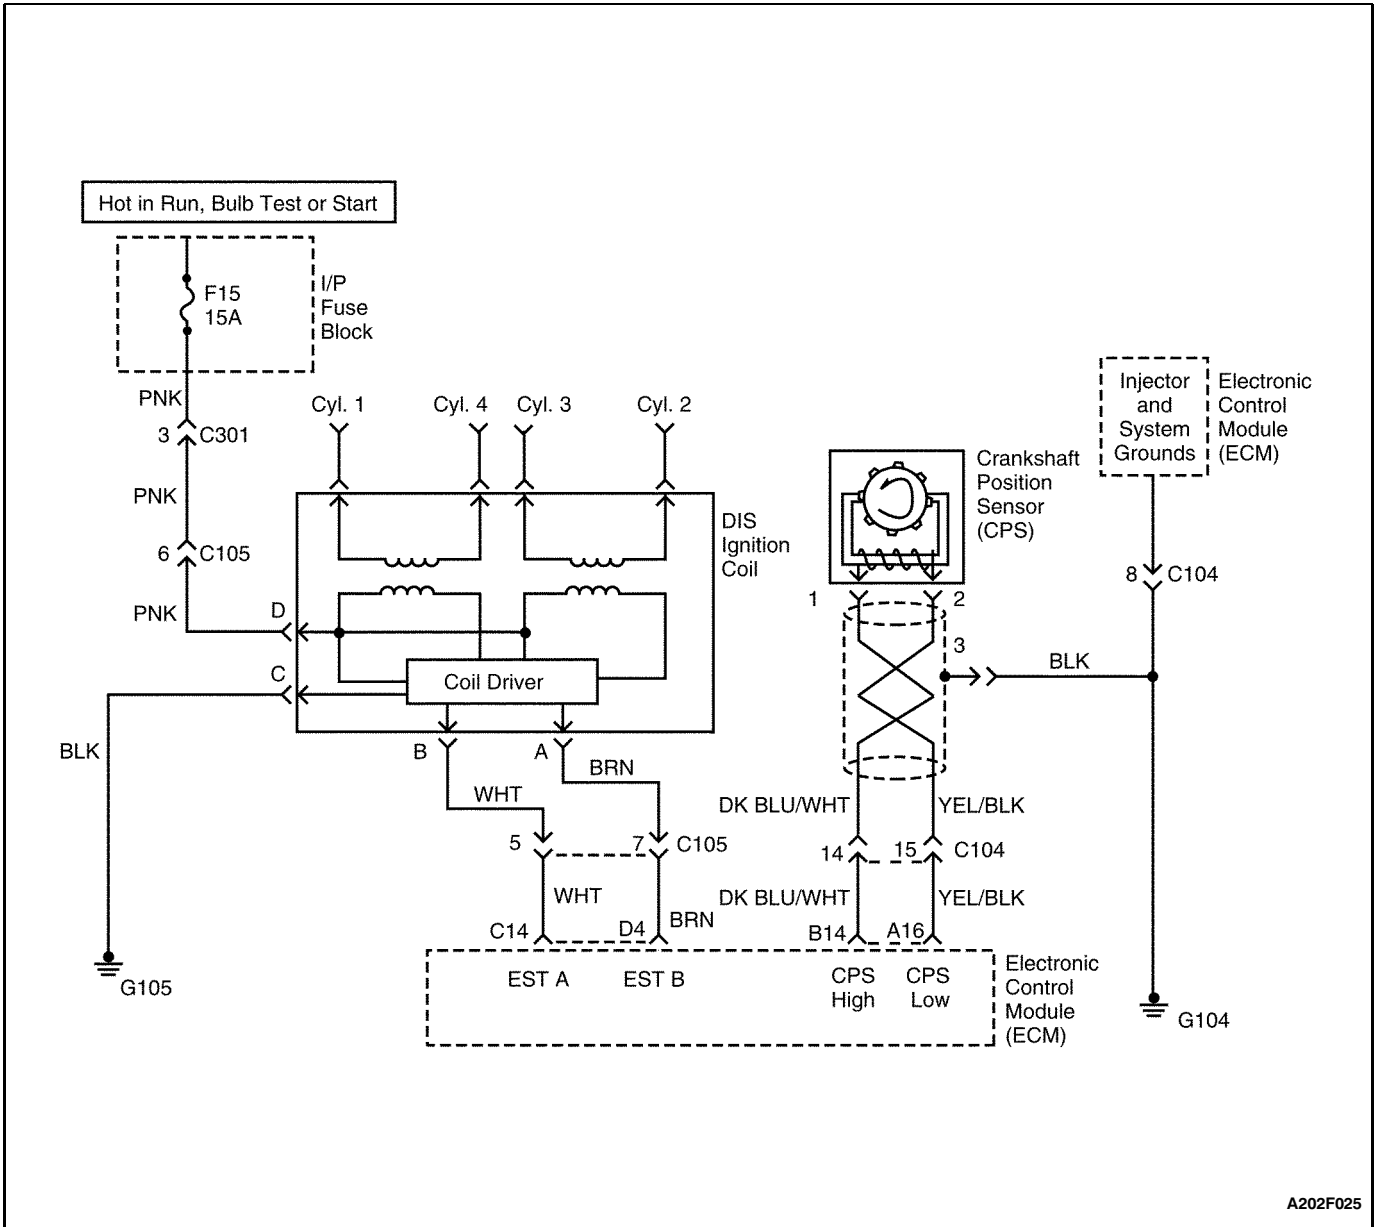 Hot in Run, Bulb Test or Start
F15
15A
I/P
Fuse
Block
PNK
3
C301
PNK
6
C105
PNK
D
C
BLK
G105
Cyl. 1
Cyl. 4
Cyl. 3
Cyl. 2
DIS
Ignition
Coil
Coil Driver
B
A
WHT
BRN
5
7
C105
WHT
BRN
C14
D4
EST A
EST B
Crankshaft
Position
Sensor
(CPS)
1
2
3
BLK
DK BLU/WHT
YEL/BLK
14
15
C104
DK BLU/WHT
YEL/BLK
B14
A16
CPS
High
CPS
Low
Electronic
Control
Module
(ECM)
Injector
and
System
Grounds
Electronic
Control
Module
(ECM)
8
C104
G104
A202F025